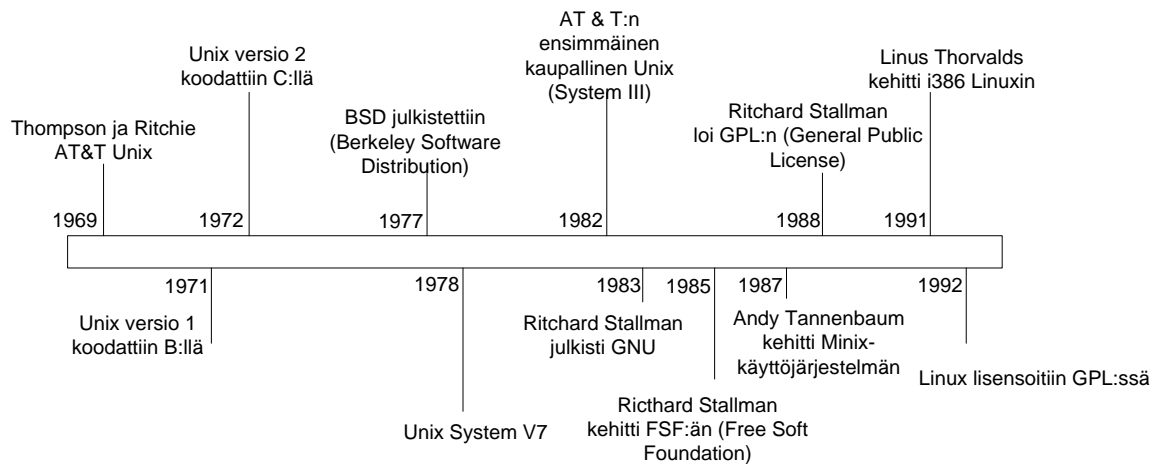 Thompson ja Ritchie
AT&T Unix
1969
Unix versio 2
koodattiin C:llä
1972
BSD julkistettiin
(Berkeley Software
Distribution)
1977
AT & T:n
ensimmäinen
kaupallinen Unix
(System III)
1982
Ritchard Stallman
loi GPL:n (General Public
License)
1988
Linus Thorvalds
kehitti i386 Linuxin
1991
1971
Unix versio 1
koodattiin B:llä
1978
Unix System V7
1983
Ritchard Stallman
julkisti GNU
1985
Ricthard Stallman
kehitti FSF:än (Free Soft
Foundation)
1987
Andy Tannenbaum
kehitti Minix-
käyttöjärjestelmän
1992
Linux lisensoitiin GPL:ssä